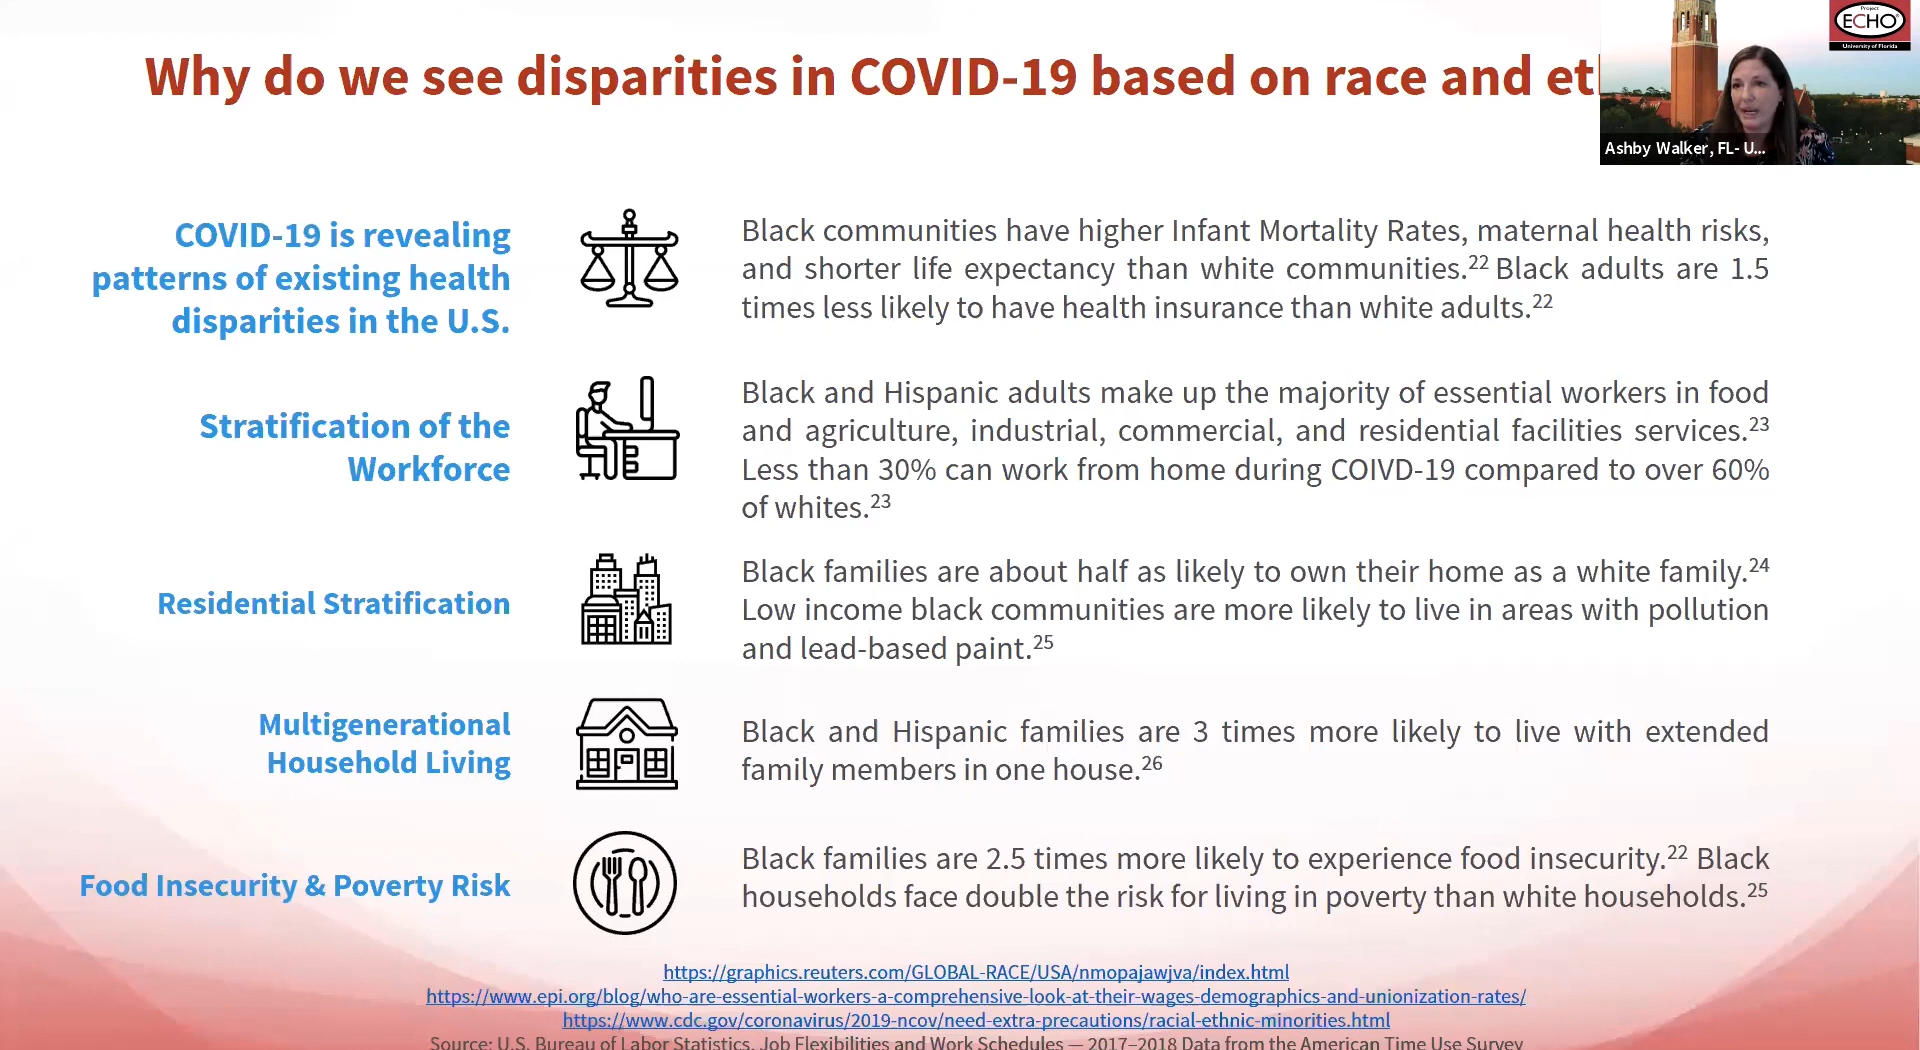 Why do we see disparities in COVID-19 based on race and et
Project
ECHO
University of Florida
Ashby Walker, FL- U...
COVID-19 is revealing
patterns of existing health
disparities in the U.S.
Black communities have higher Infant Mortality Rates, maternal health risks,
and shorter life expectancy than white communities.22 Black adults are 1.5
times less likely to have health insurance than white adults.22
Stratification of the
Workforce
Black and Hispanic adults make up the majority of essential workers in food
and agriculture, industrial, commercial, and residential facilities services.23
Less than 30% can work from home during COIVD-19 compared to over 60%
of whites.23
Residential Stratification
Black families are about half as likely to own their home as a white family.24
Low income black communities are more likely to live in areas with pollution
and lead-based paint.25
Multigenerational
Household Living
Black and Hispanic families are 3 times more likely to live with extended
family members in one house.26
Food Insecurity & Poverty Risk
Black families are 2.5 times more likely to experience food insecurity.22 Black
households face double the risk for living in poverty than white households.25
https://graphics.reuters.com/GLOBAL-RACE/USA/nmopajawjva/index.html
https://www.epi.org/blog/who-are-essential-workers-a-comprehensive-look-at-their-wages-demographics-and-unionization-rates/
https://www.cdc.gov/coronavirus/2019-ncov/need-extra-precautions/racial-ethnic-minorities.html
Source: U.S. Bureau of Labor Statistics, Job Flexibilities and Work Schedules — 2017–2018 Data from the American Time Use Survey